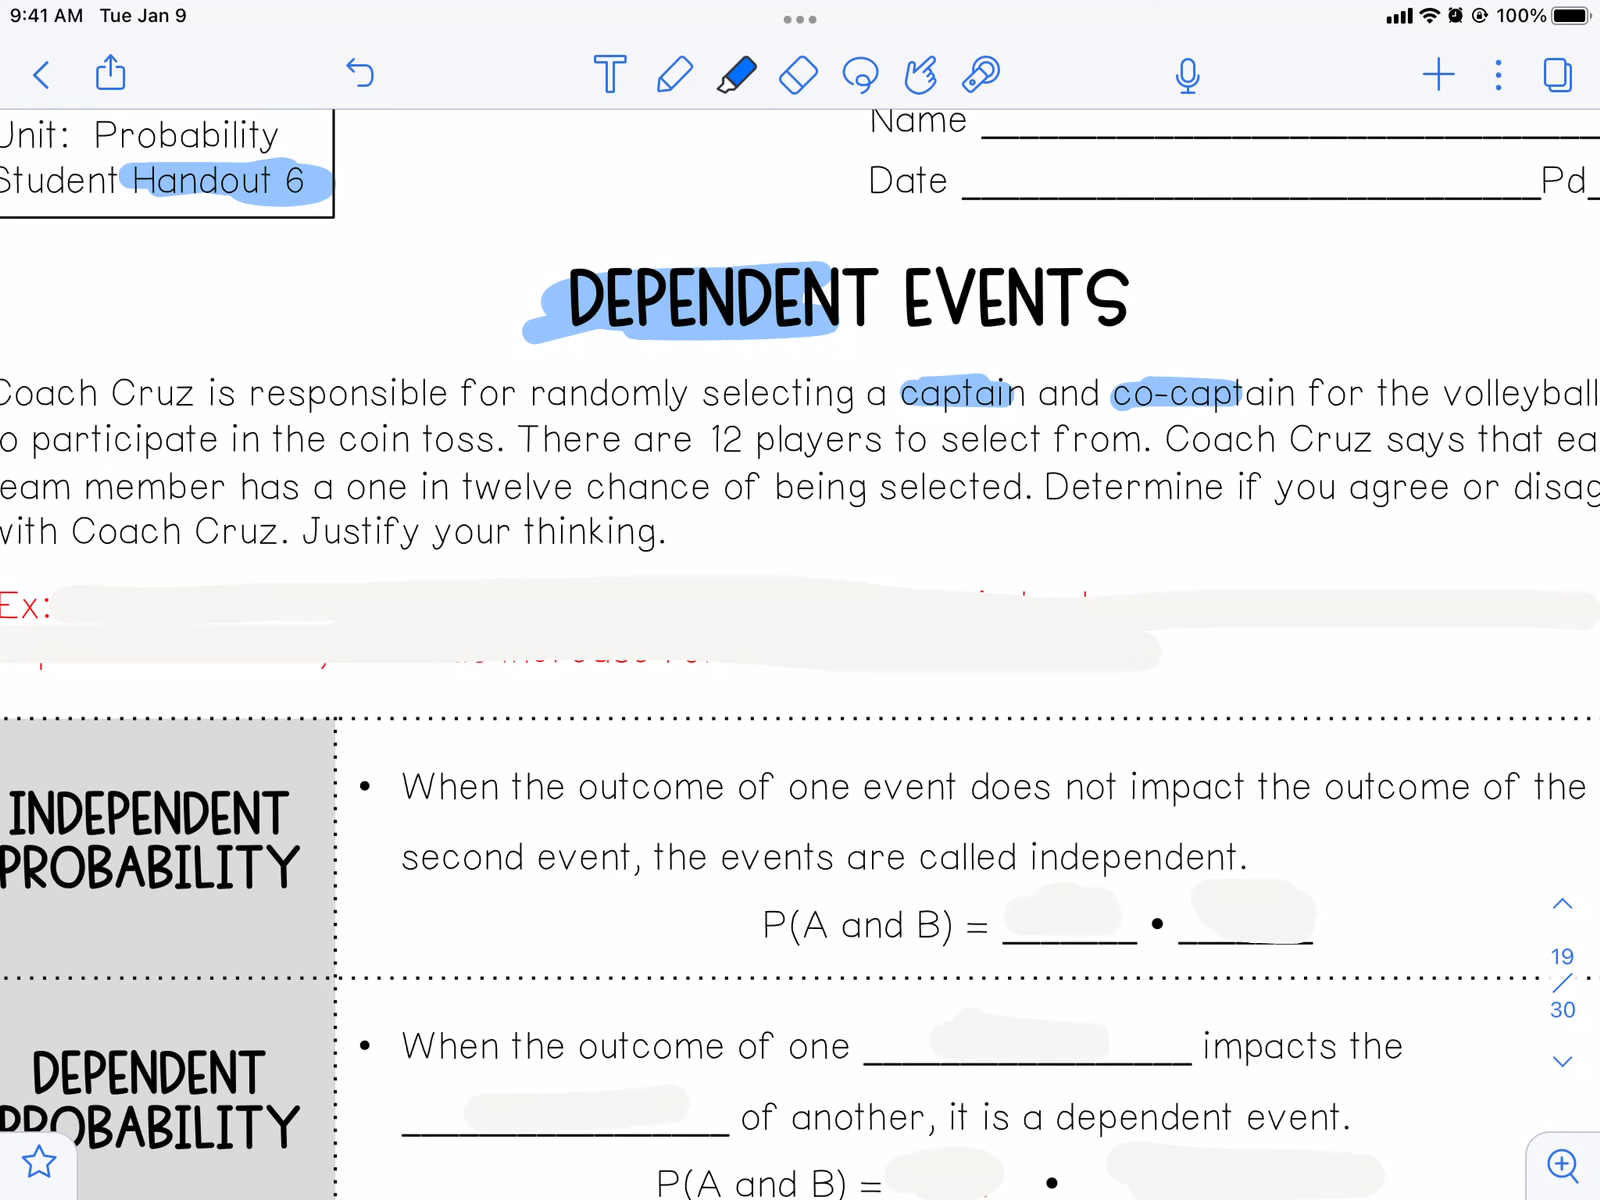 9:41 AM Tue Jan 9
100%
Unit: Probability
Student Handout 6
Name
Date Pd
DEPENDENT EVENTS
Coach Cruz is responsible for randomly selecting a captain and co-captain for the volleyball
o participate in the coin toss. There are 12 players to select from. Coach Cruz says that ea
eam member has a one in twelve chance of being selected. Determine if you agree or disag
with Coach Cruz. Justify your thinking.
Ex:
INDEPENDENT
PROBABILITY
• When the outcome of one event does not impact the outcome of the
second event, the events are called independent.
P(A and B) = _______ • _______
DEPENDENT
PROBABILITY
• When the outcome of one _________________ impacts the
_________________ of another, it is a dependent event.
P(A and B) = •
19
/
30